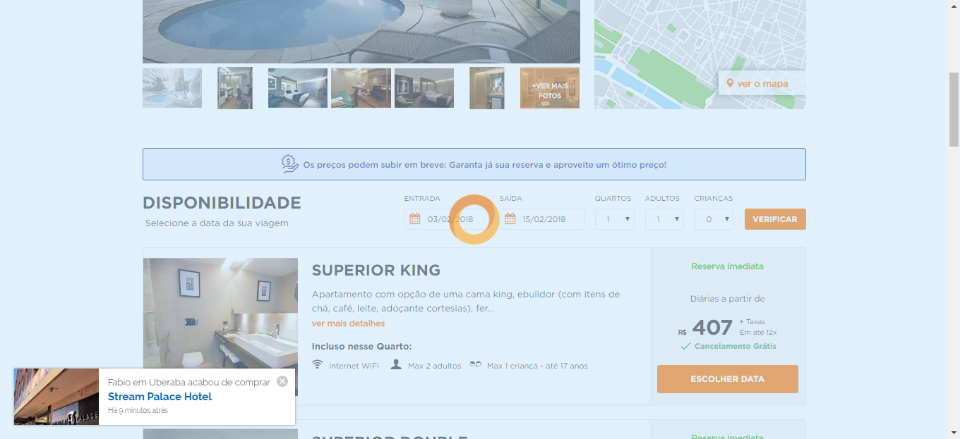 +VER MAIS
FOTOS
ver o mapa
Os preços podem subir em breve: Garanta já sua reserva e aproveite um ótimo preço!
DISPONIBILIDADE
Selecione a data da sua viagem
ENTRADA
SAÍDA
QUARTOS
ADULTOS
CRIANÇAS
03/02/2018
15/02/2018
1
1
0
VERIFICAR
SUPERIOR KING
Apartamento com opção de uma cama king, ebulidor (com itens de
chá, café, leite, adoçante cortesias), fer...
ver mais detalhes
Incluso nesse Quarto:
Internet WiFi
Max 2 adultos
Max 1 criança - até 17 anos
Reserva imediata
Diárias a partir de
R$ 407
+ Taxas
Em até 12x
Cancelamento Grátis
ESCOLHER DATA
Fabio em Uberaba acabou de comprar
Stream Palace Hotel
Há 9 minutos atrás
SUPERIOR DOUBLE
Reserva imediata